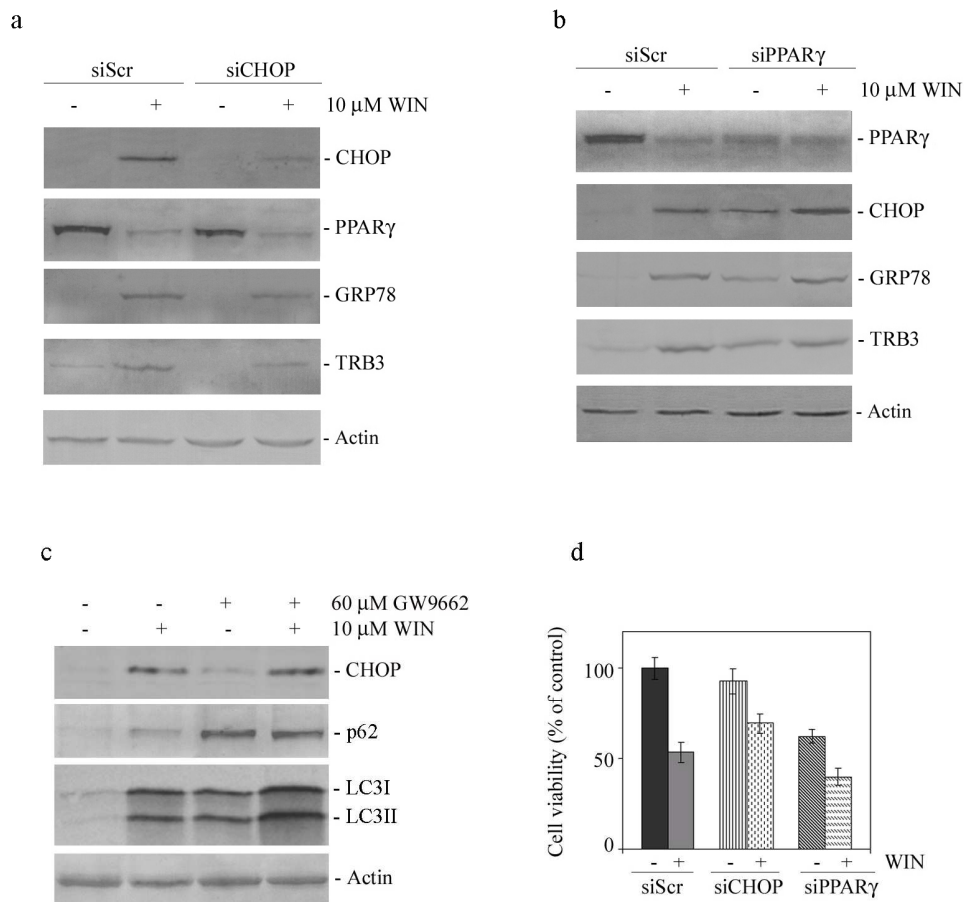 a
siScr siCHOP
- + - + 10 µM WIN
- CHOP
- PPARγ
- GRP78
- TRB3
- Actin
b
siScr siPPARγ
- + - + 10 µM WIN
- PPARγ
- CHOP
- GRP78
- TRB3
- Actin
c
- - + + 60 µM GW9662
- + - + 10 µM WIN
- CHOP
- p62
- LC3I
- LC3II
- Actin
d
Cell viability (% of control)
100
50
0
- + - + - + WIN
siScr siCHOP siPPARγ